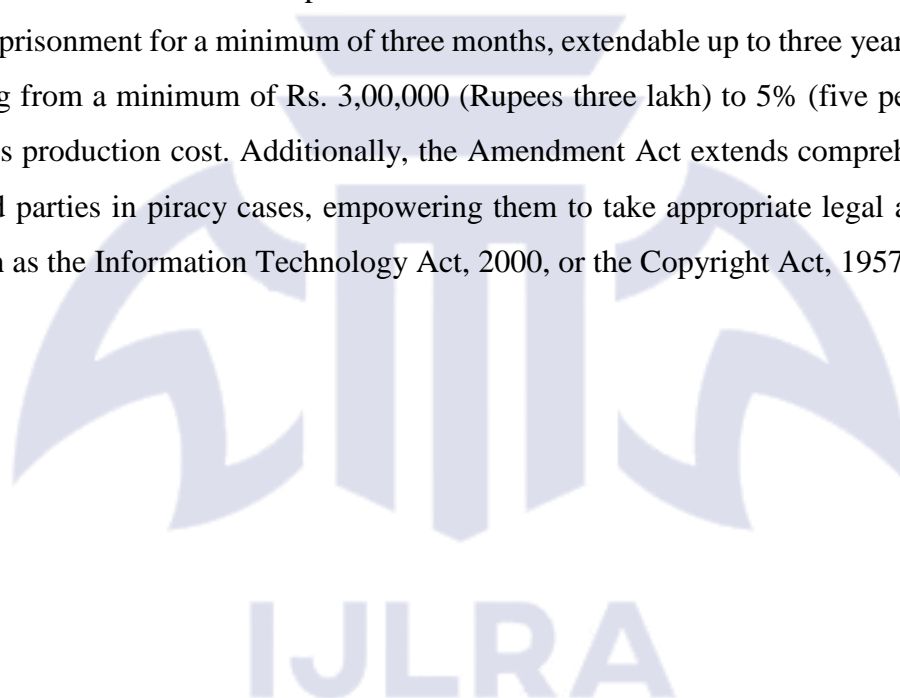 prisonment for a minimum of three months, extendable up to three year
g from a minimum of Rs. 3,00,000 (Rupees three lakh) to 5% (five pe
s production cost. Additionally, the Amendment Act extends compreh
d parties in piracy cases, empowering them to take appropriate legal a
n as the Information Technology Act, 2000, or the Copyright Act, 1957
IJLRA